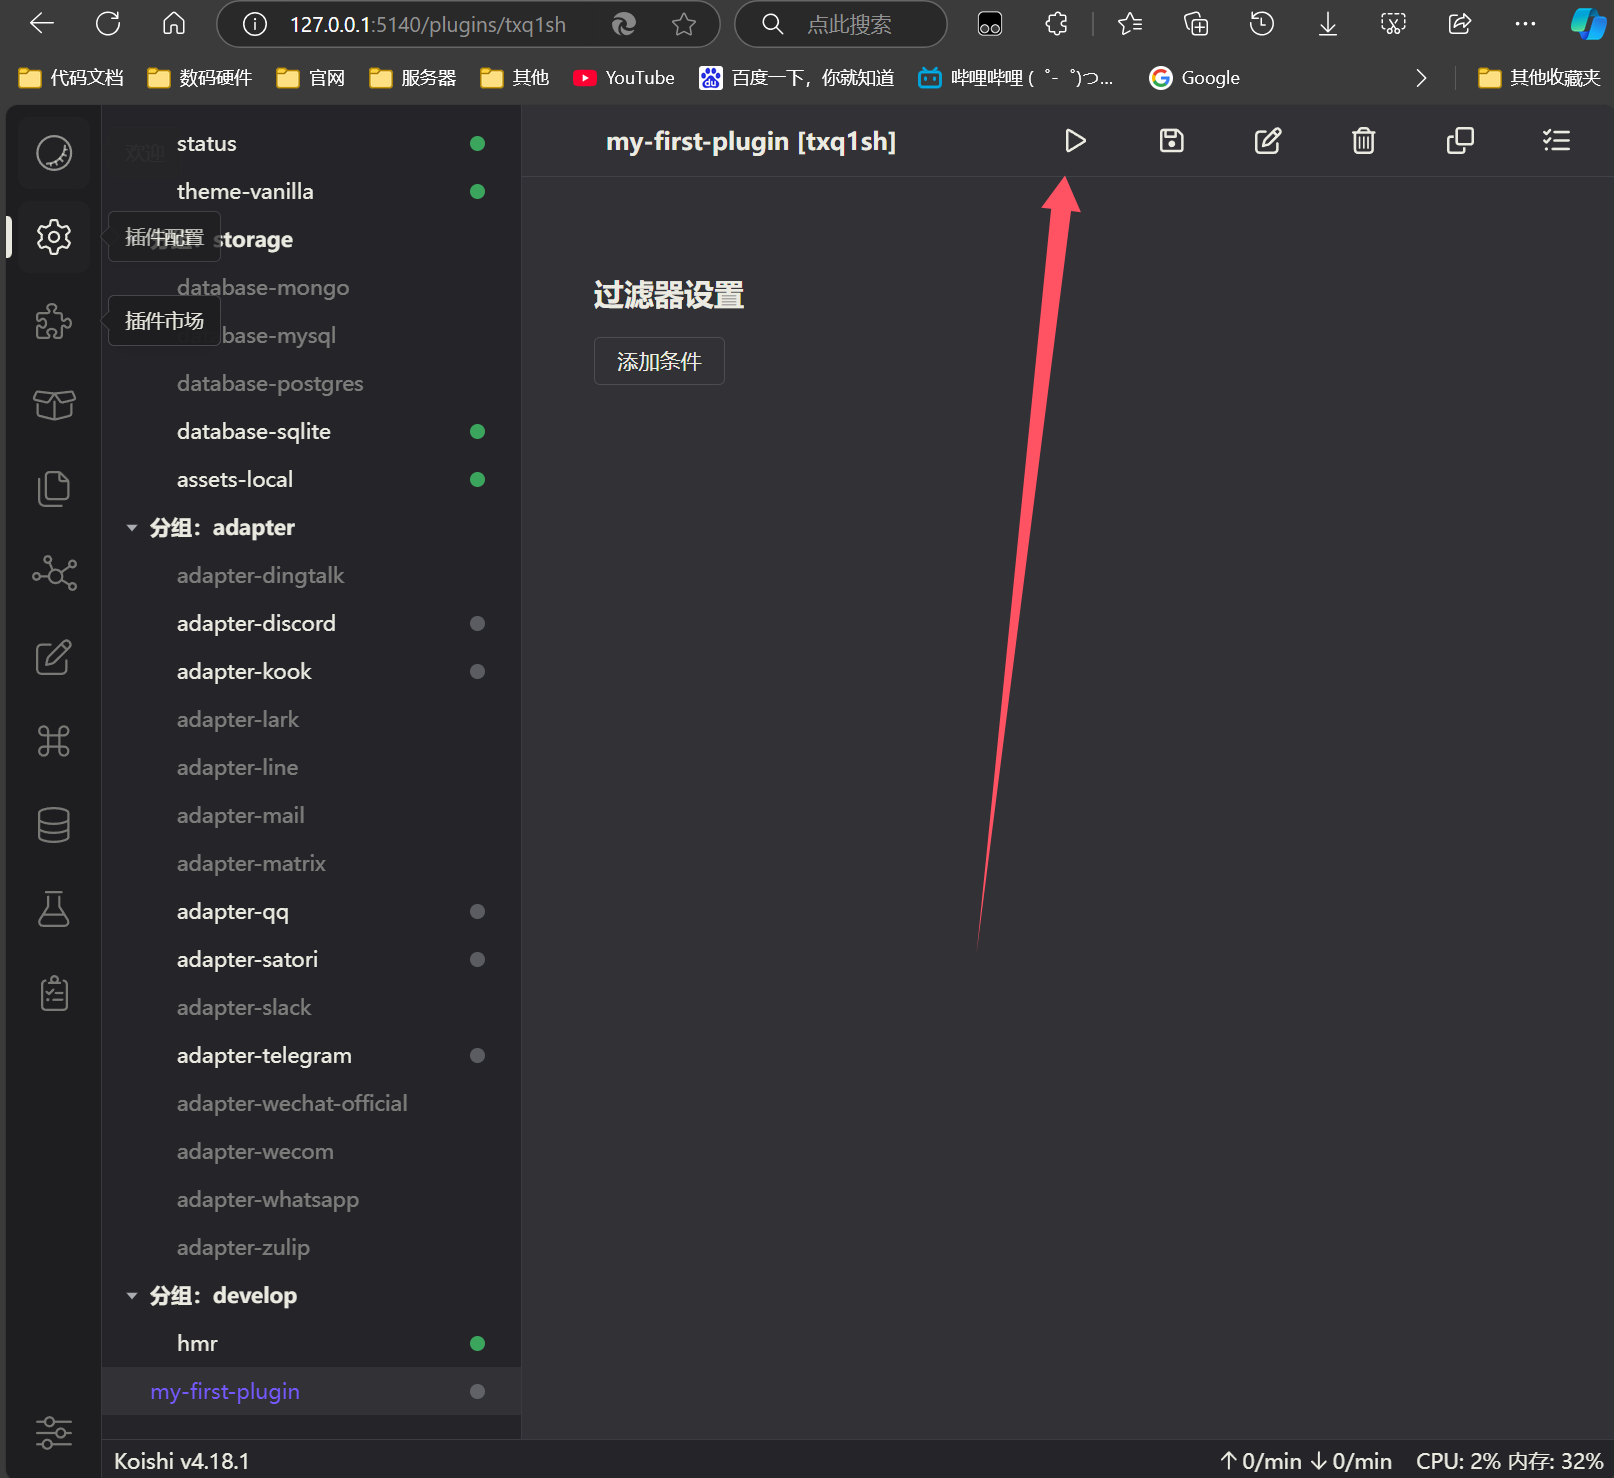 127.0.0.1:5140/plugins/txq1sh
点此搜索
代码文档
数码硬件
官网
服务器
其他
YouTube
百度一下，你就知道
哔哩哔哩 ( ゜- ゜)つ...
Google
其他收藏夹
欢迎
status
theme-vanilla
插件配置
storage
database-mongo
插件市场
database-mysql
database-postgres
database-sqlite
assets-local
分组：adapter
adapter-dingtalk
adapter-discord
adapter-kook
adapter-lark
adapter-line
adapter-mail
adapter-matrix
adapter-qq
adapter-satori
adapter-slack
adapter-telegram
adapter-wechat-official
adapter-wecom
adapter-whatsapp
adapter-zulip
分组：develop
hmr
my-first-plugin
my-first-plugin [txq1sh]
过滤器设置
添加条件
Koishi v4.18.1
↑ 0/min ↓ 0/min
CPU: 2% 内存: 32%